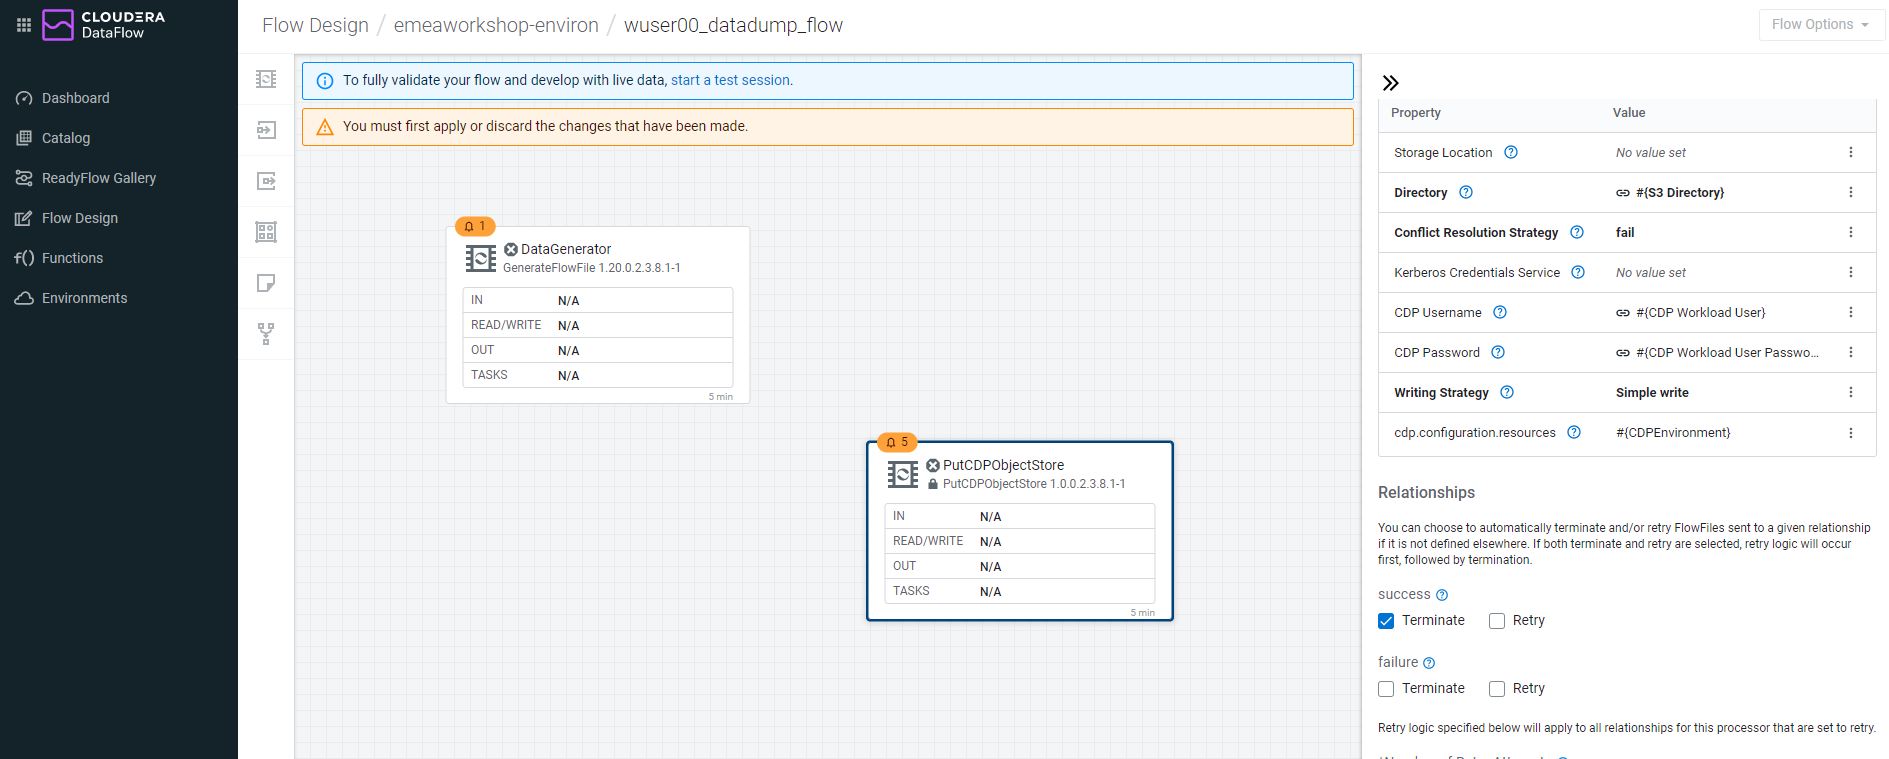 CLOUDERA
DataFlow
Dashboard
Catalog
ReadyFlow Gallery
Flow Design
Functions
Environments
Flow Design / emeaworkshop-environ / wuser00_datadump_flow
Flow Options
To fully validate your flow and develop with live data, start a test session.
You must first apply or discard the changes that have been made.
1
DataGenerator
GenerateFlowFile 1.20.0.2.3.8.1-1
IN N/A
READ/WRITE N/A
OUT N/A
TASKS N/A
5 min
5
PutCDPObjectStore
PutCDPObjectStore 1.0.0.2.3.8.1-1
IN N/A
READ/WRITE N/A
OUT N/A
TASKS N/A
5 min
Property Value
Storage Location No value set
Directory #{S3 Directory}
Conflict Resolution Strategy fail
Kerberos Credentials Service No value set
CDP Username #{CDP Workload User}
CDP Password #{CDP Workload User Passwo...
Writing Strategy Simple write
cdp.configuration.resources #{CDPEnvironment}
Relationships
You can choose to automatically terminate and/or retry FlowFiles sent to a given relationship
if it is not defined elsewhere. If both terminate and retry are selected, retry logic will occur
first, followed by termination.
success
Terminate Retry
failure
Terminate Retry
Retry logic specified below will apply to all relationships for this processor that are set to retry.